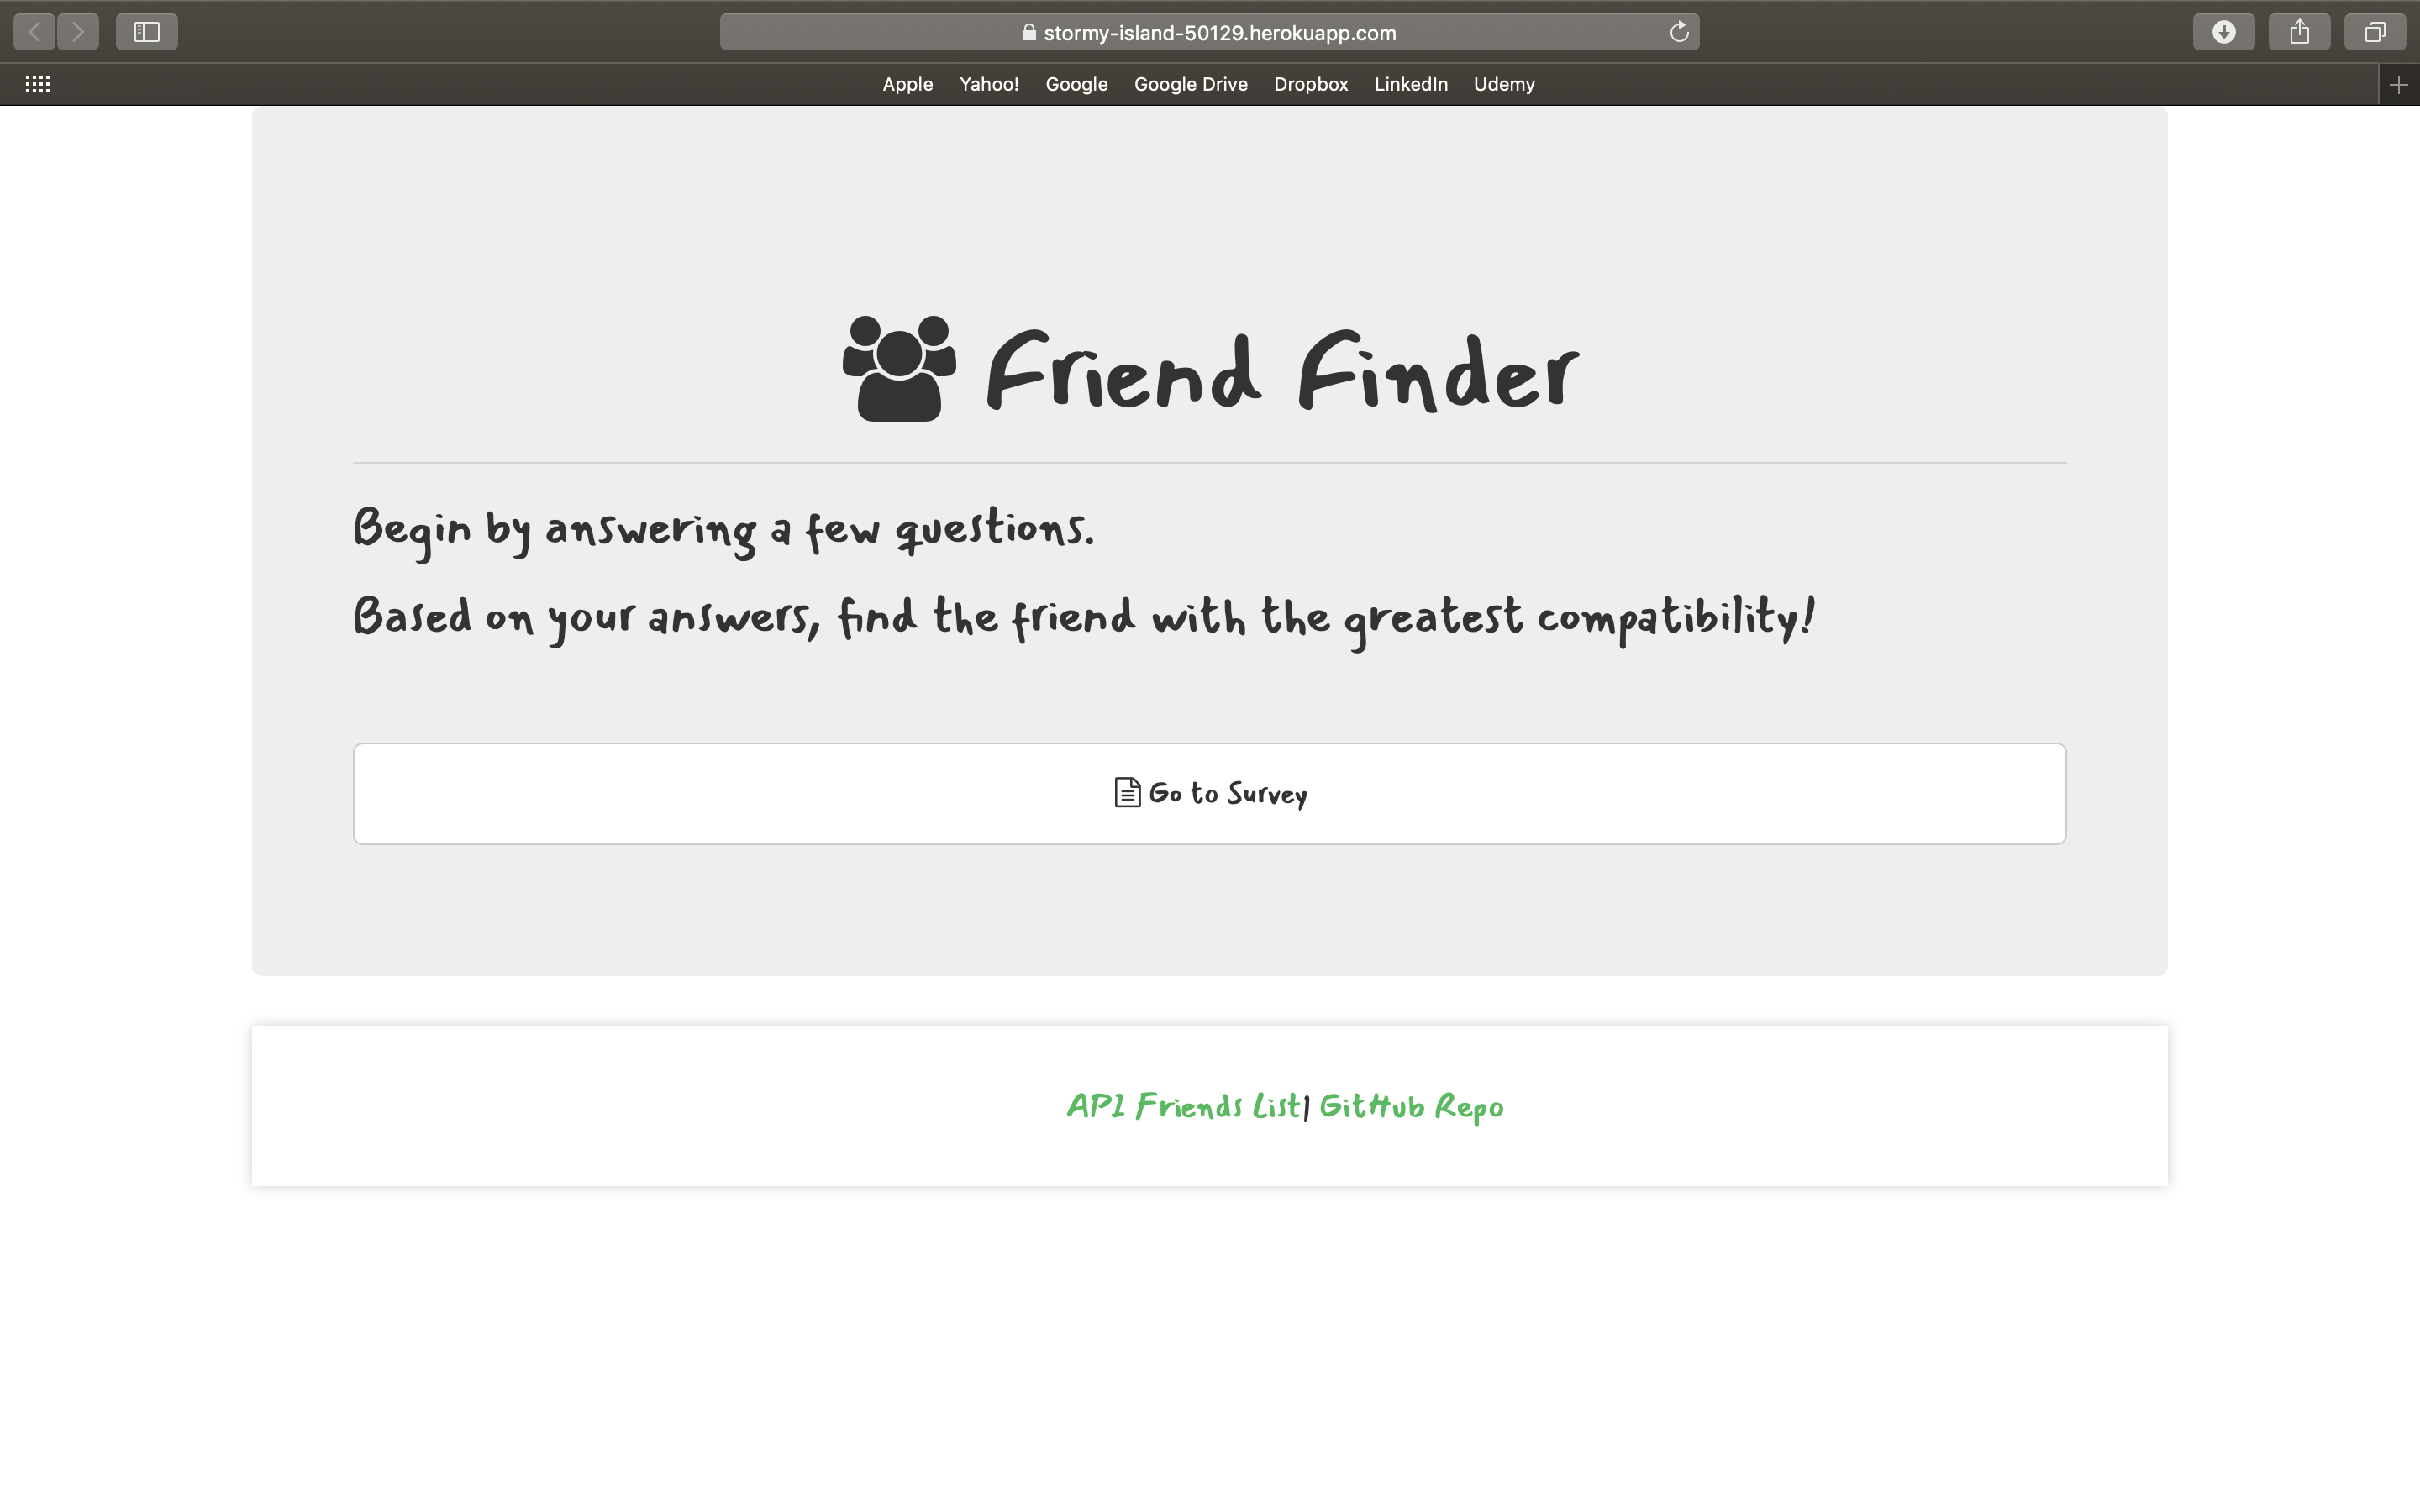 stormy-island-50129.herokuapp.com
Apple Yahoo! Google Google Drive Dropbox LinkedIn Udemy
Friend Finder
Begin by answering a few questions.
Based on your answers, find the friend with the greatest compatibility!
Go to Survey
API Friends List| GitHub Repo